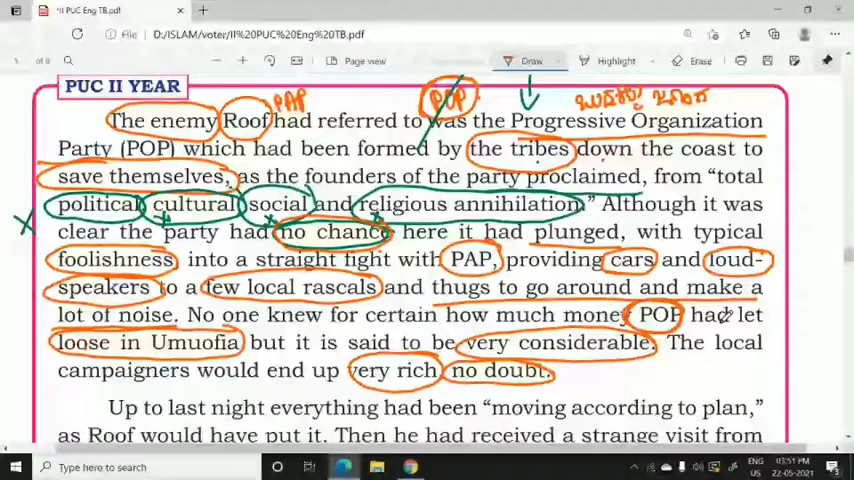 *II PUC Eng TB.pdf
File D:/ISLAM/voter/II%20PUC%20Eng%20TB.pdf
Page view Draw Highlight Erase
PUC II YEAR
PAP
POP
The enemy Roof had referred to was the Progressive Organization
Party (POP) which had been formed by the tribes down the coast to
save themselves, as the founders of the party proclaimed, from “total
political, cultural, social and religious annihilation.” Although it was
clear the party had no chance here it had plunged, with typical
foolishness, into a straight fight with PAP, providing cars and loud-
speakers to a few local rascals and thugs to go around and make a
lot of noise. No one knew for certain how much money POP had let
loose in Umuofia but it is said to be very considerable. The local
campaigners would end up very rich, no doubt.
Up to last night everything had been “moving according to plan,”
as Roof would have put it. Then he had received a strange visit from
Type here to search
ENG
US
03:51 PM
22-05-2021